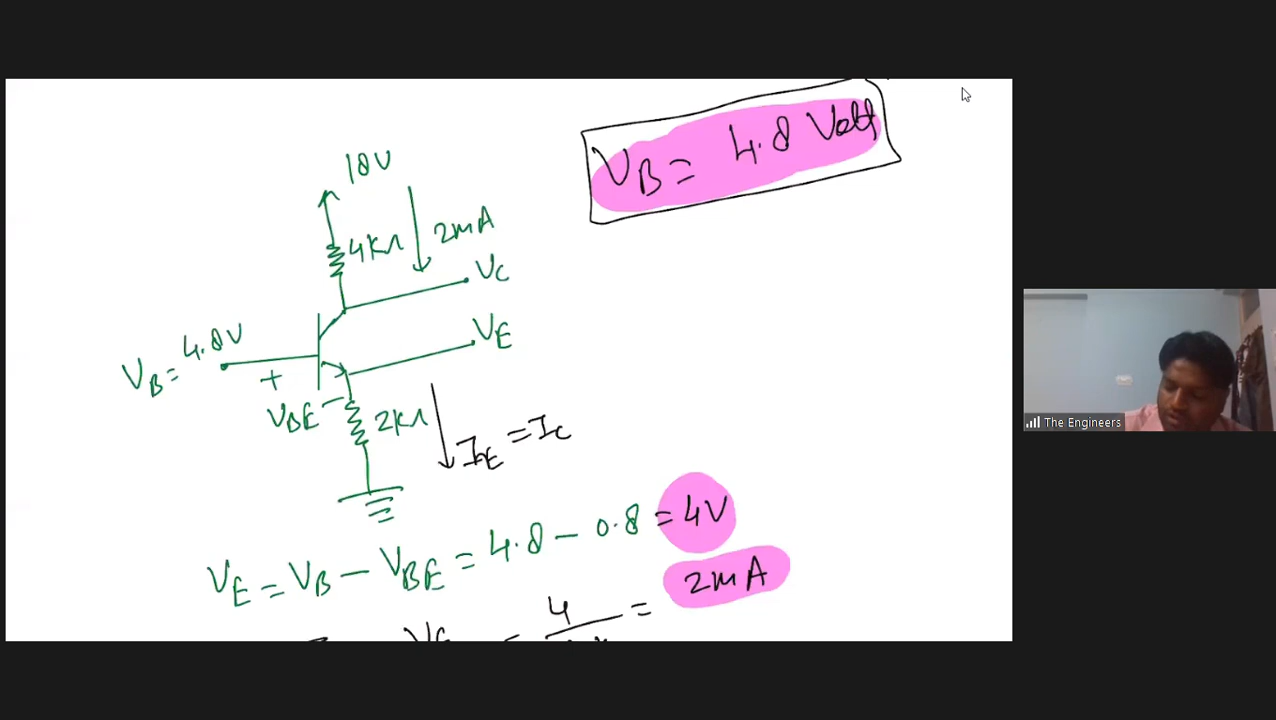 VB = 4.8 Volt
18V
4KΩ
2mA
VC
VE
VB = 4.8V
+
VBE -
2KΩ
IE = IC
VE = VB - VBE = 4.8 - 0.8 = 4V
= 4 = 2mA
The Engineers